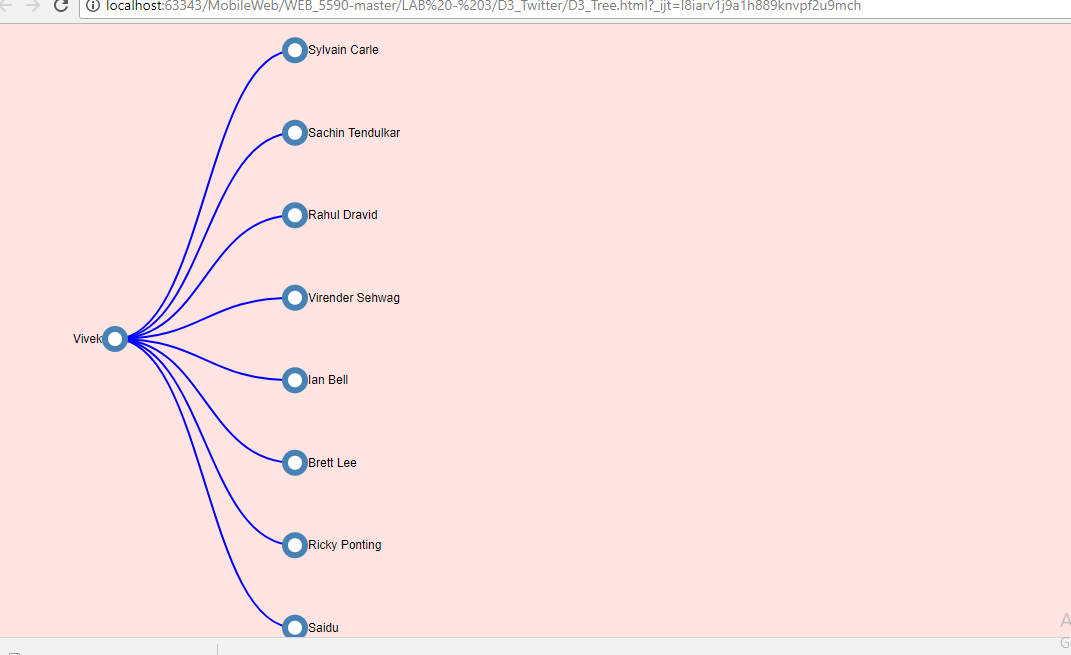 localhost:63343/MobileWeb/WEB_5590-master/LAB%20-%203/D3_Twitter/D3_Tree.html?_ijt=l8iarv1j9a1h889knvpf2u9mch
Sylvain Carle
Sachin Tendulkar
Rahul Dravid
Virender Sehwag
Vivek
Ian Bell
Brett Lee
Ricky Ponting
Saidu